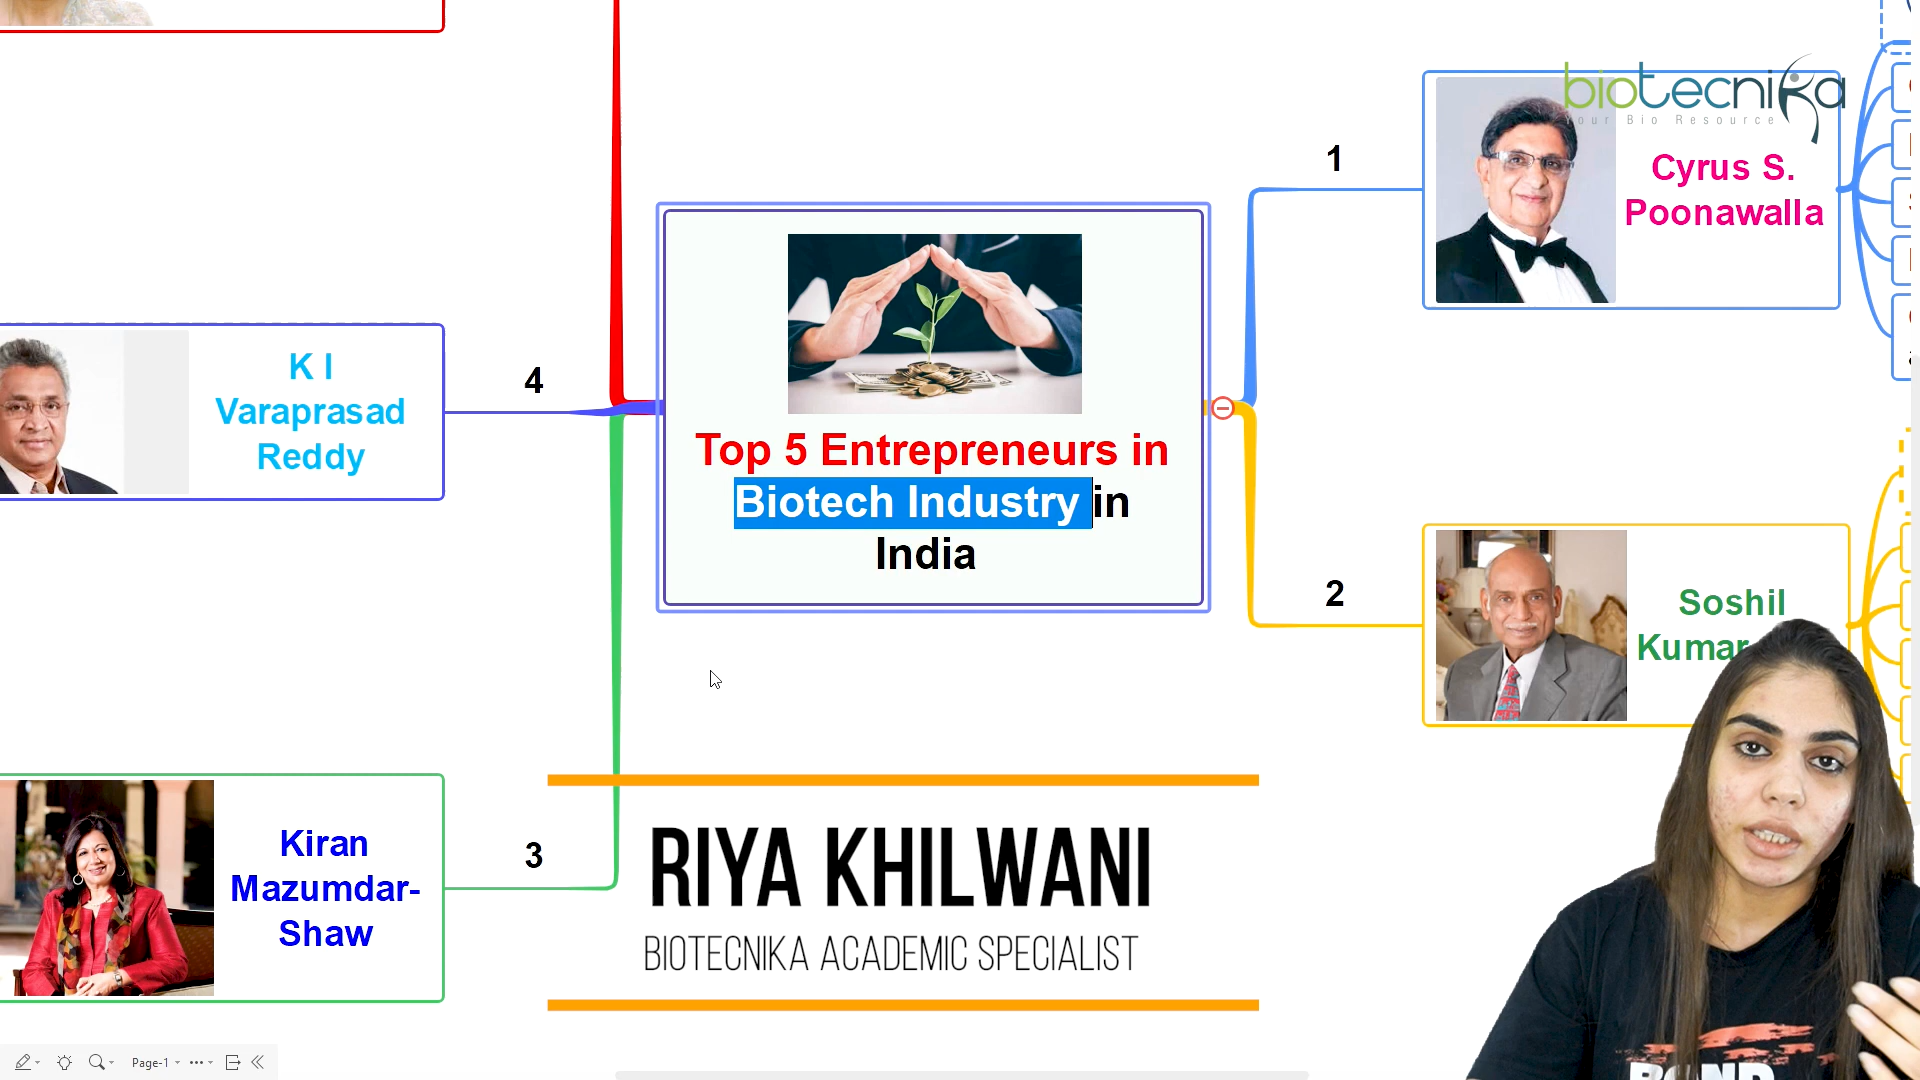 biotecnika
Your Bio Resource
1
Cyrus S.
Poonawalla
K I
Varaprasad
Reddy
4
Top 5 Entrepreneurs in
Biotech Industry in
India
2
Soshil
Kumar
Kiran
Mazumdar-
Shaw
3
RIYA KHILWANI
BIOTECNIKA ACADEMIC SPECIALIST
Page-1